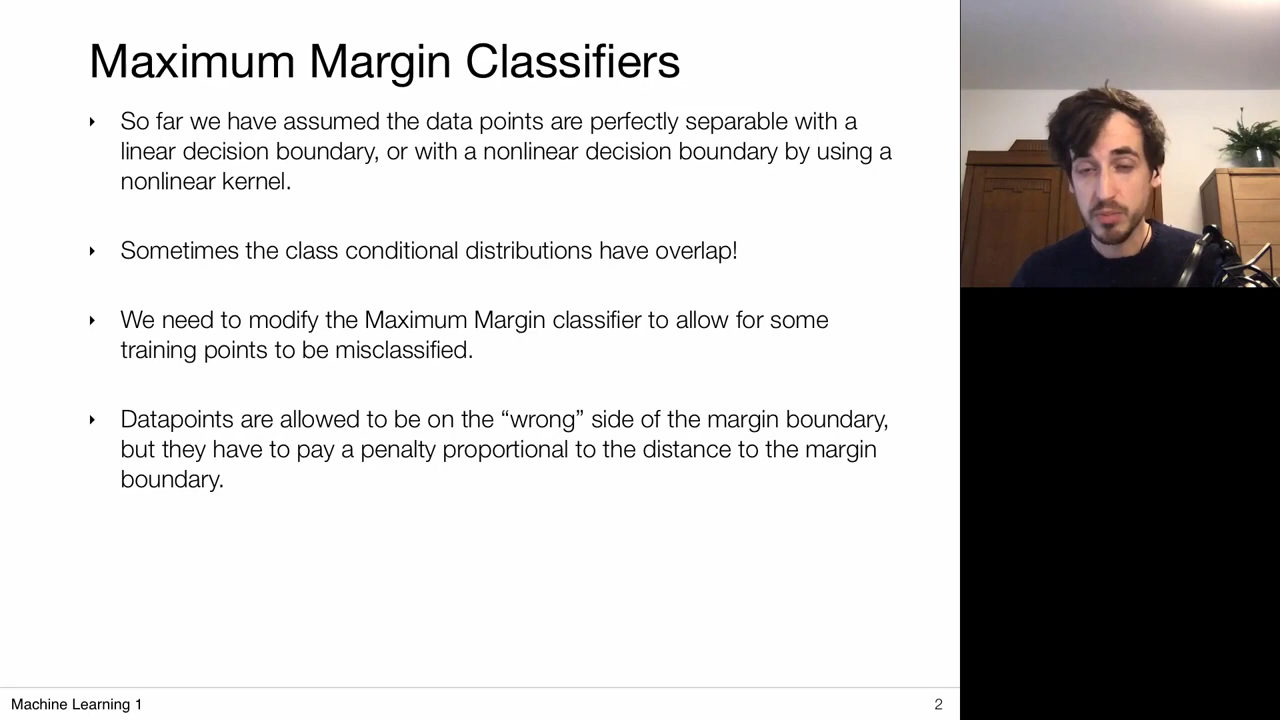 Maximum Margin Classifiers
‣ So far we have assumed the data points are perfectly separable with a
linear decision boundary, or with a nonlinear decision boundary by using a
nonlinear kernel.
‣ Sometimes the class conditional distributions have overlap!
‣ We need to modify the Maximum Margin classifier to allow for some
training points to be misclassified.
‣ Datapoints are allowed to be on the “wrong” side of the margin boundary,
but they have to pay a penalty proportional to the distance to the margin
boundary.
Machine Learning 1
2